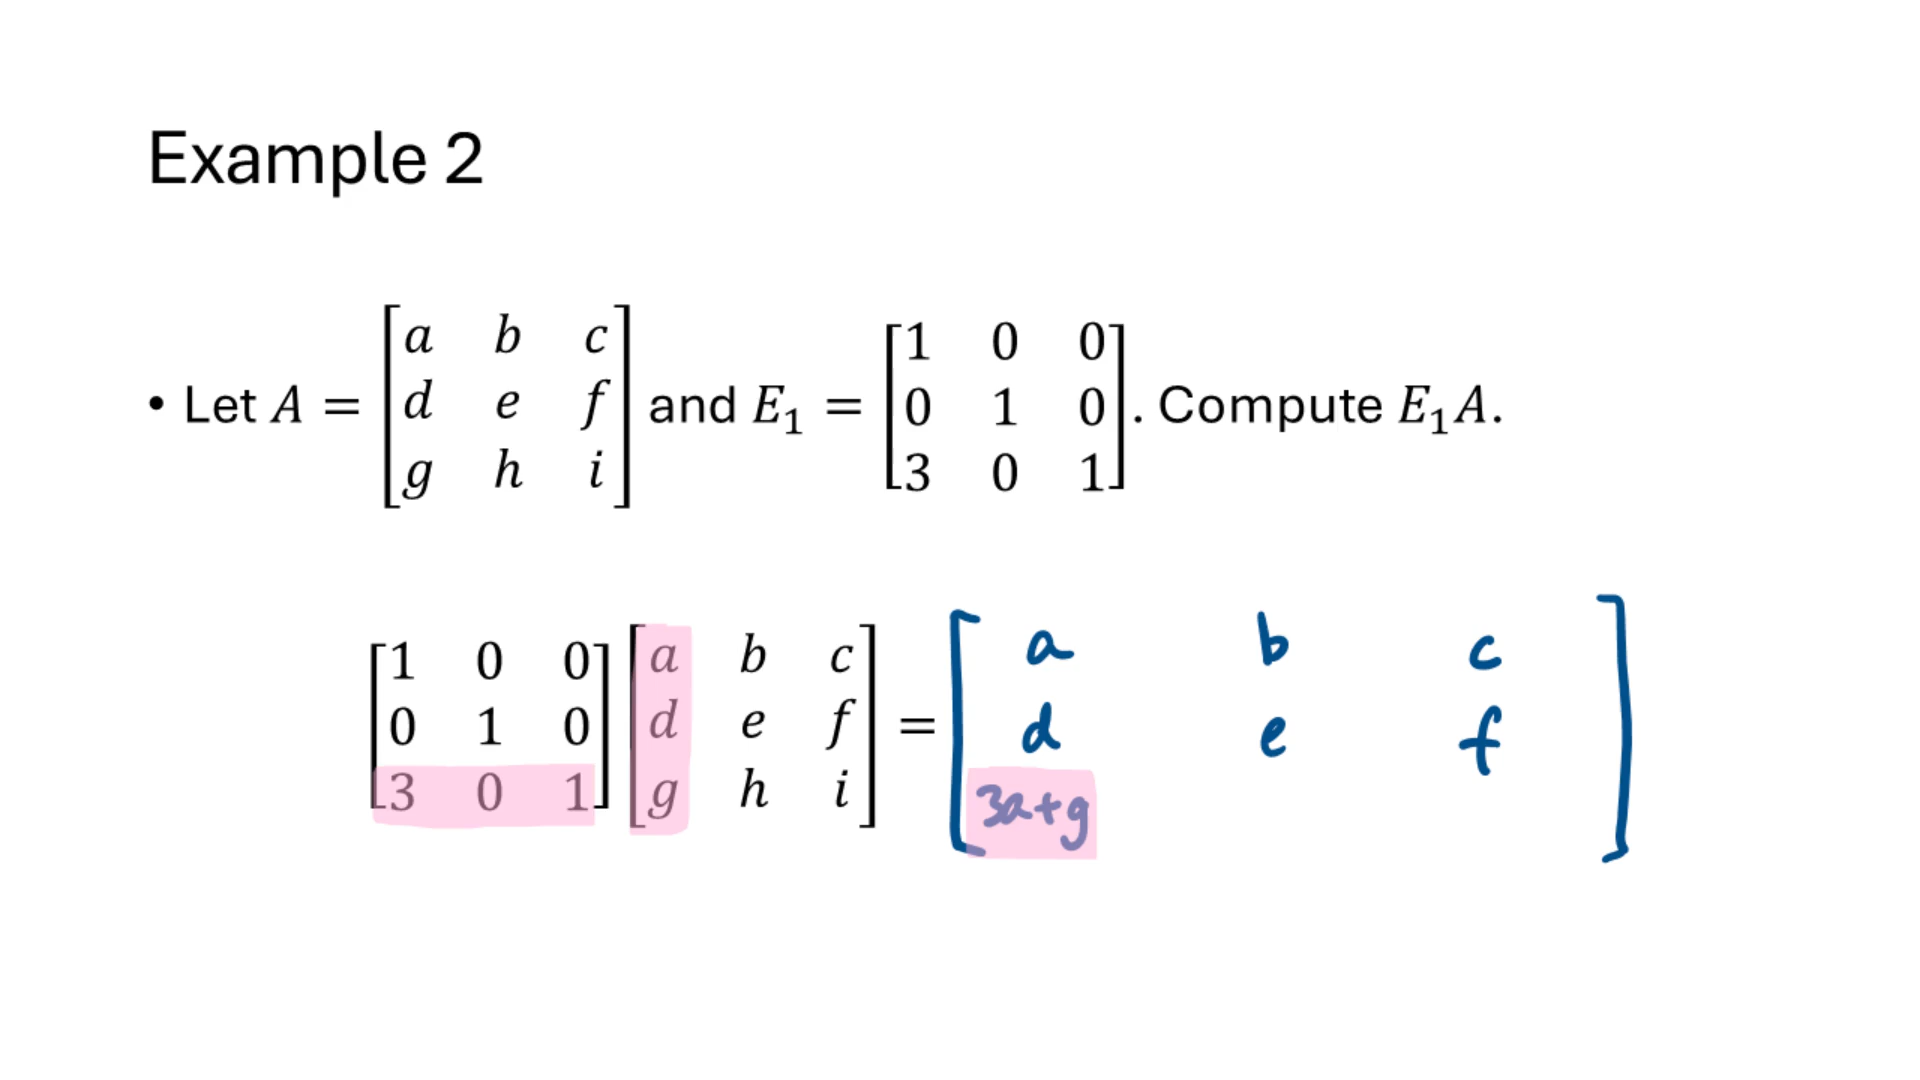 Example 2
• Let A = [a b c; d e f; g h i] and E₁ = [1 0 0; 0 1 0; 3 0 1]. Compute E₁A.
[1 0 0; 0 1 0; 3 0 1] [a b c; d e f; g h i] = [a b c; d e f; 3a+g]